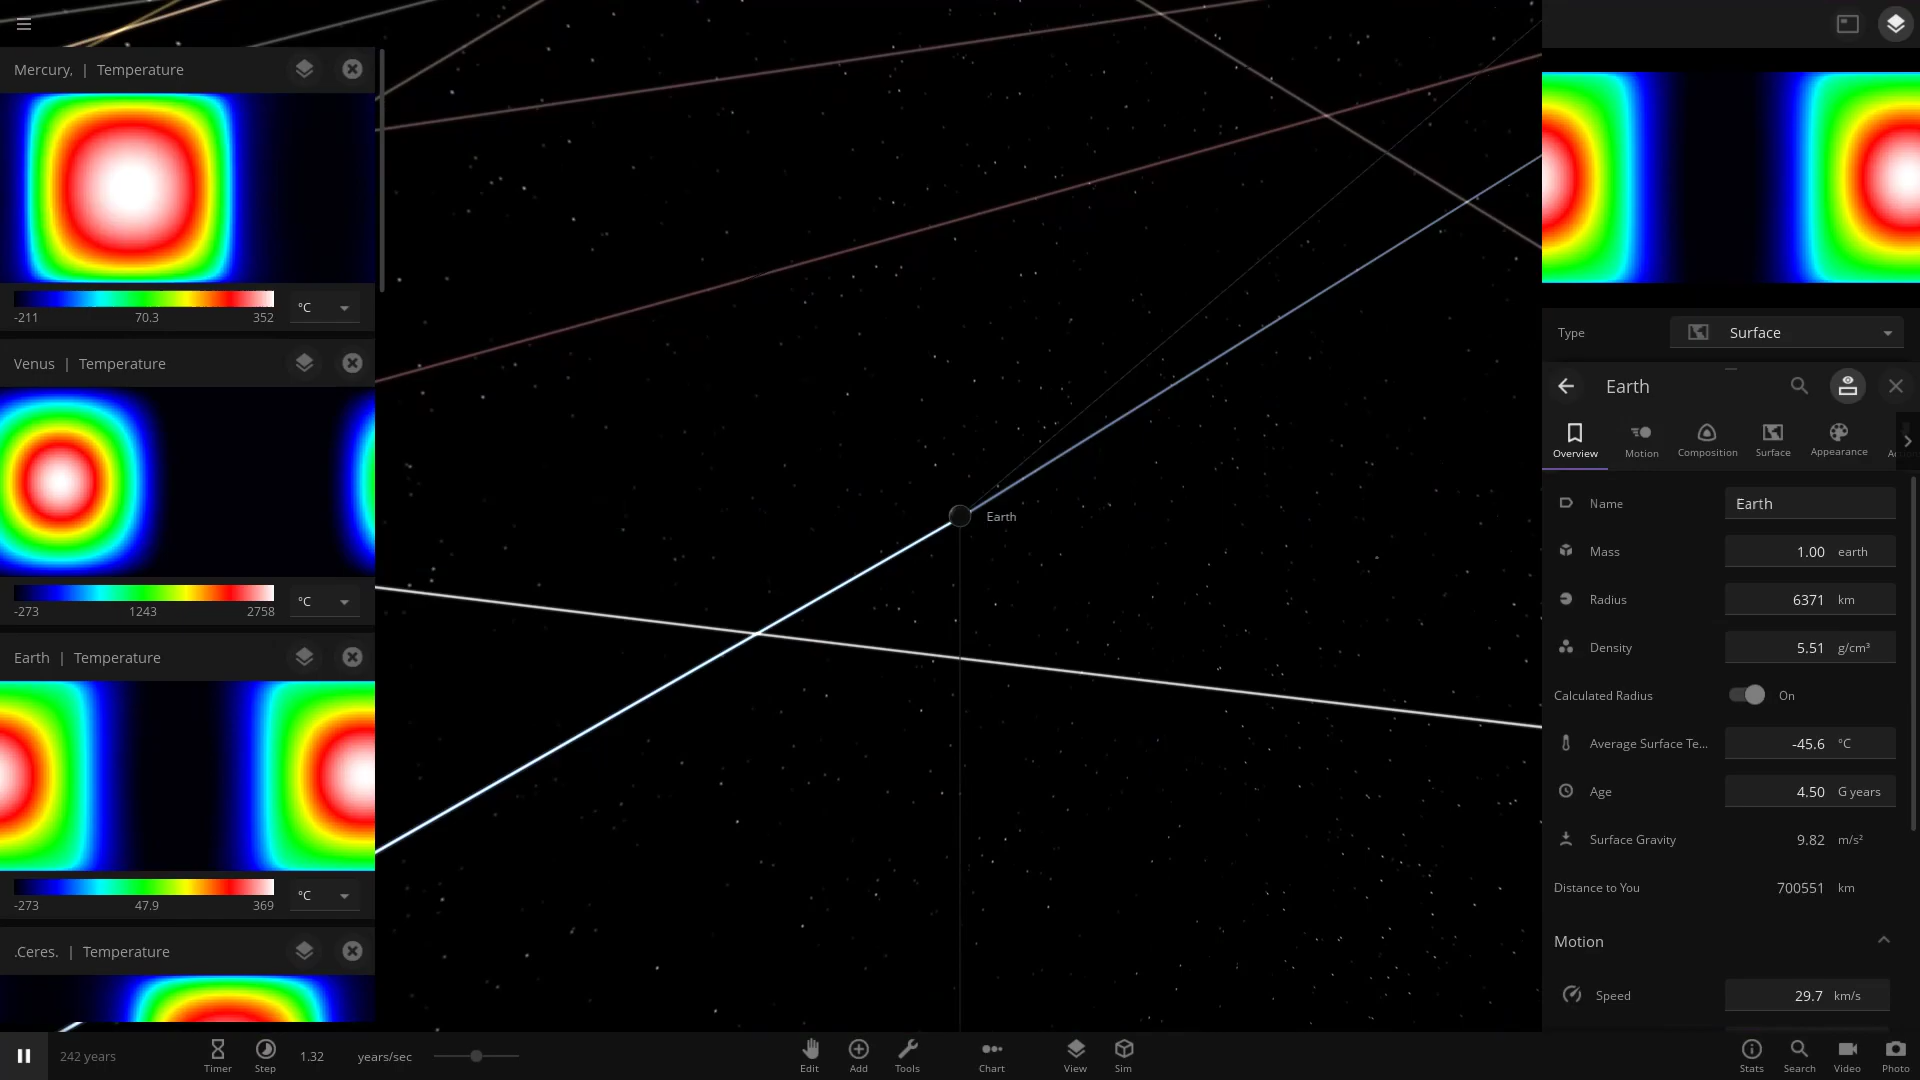 Mercury, | Temperature
-211 70.3 352 °C
Venus | Temperature
-273 1243 2758 °C
Earth | Temperature
-273 47.9 369 °C
.Ceres. | Temperature
Earth
Type Surface
Earth
Overview Motion Composition Surface Appearance
Name Earth
Mass 1.00 earth
Radius 6371 km
Density 5.51 g/cm³
Calculated Radius On
Average Surface Te... -45.6 °C
Age 4.50 G years
Surface Gravity 9.82 m/s²
Distance to You 700551 km
Motion
Speed 29.7 km/s
242 years
Timer Step 1.32 years/sec
Edit Add Tools Chart View Sim
Stats Search Video Photo